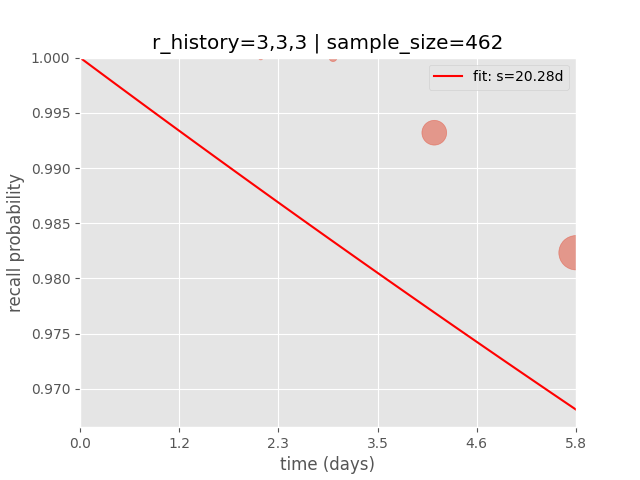 r_history=3,3,3 | sample_size=462
fit: s=20.28d
recall probability
1.000
0.995
0.990
0.985
0.980
0.975
0.970
0.0 1.2 2.3 3.5 4.6 5.8
time (days)